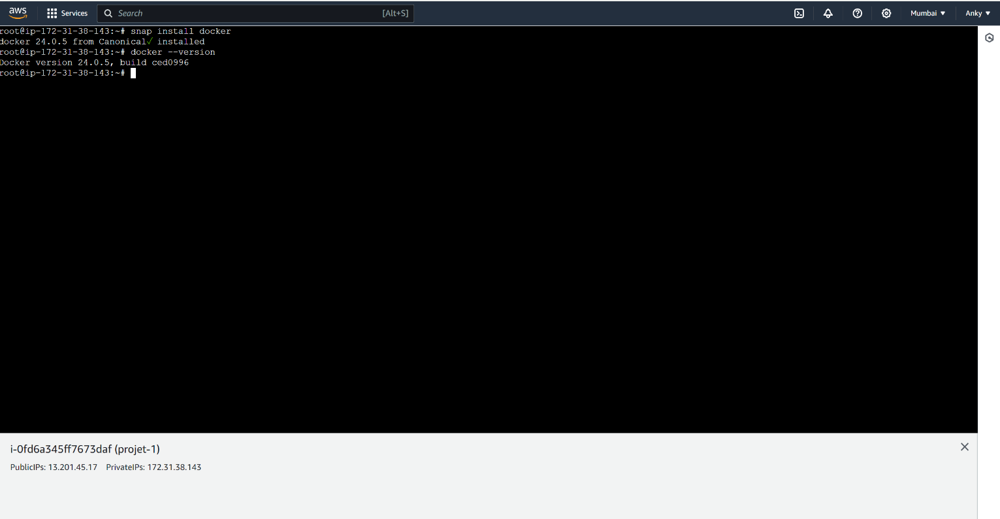 aws Services Search [Alt+S] Mumbai Anky
root@ip-172-31-38-143:~# snap install docker
docker 24.0.5 from Canonical✓ installed
root@ip-172-31-38-143:~# docker --version
Docker version 24.0.5, build ced0996
root@ip-172-31-38-143:~#
i-0fd6a345ff7673daf (projet-1)
PublicIPs: 13.201.45.17 PrivateIPs: 172.31.38.143